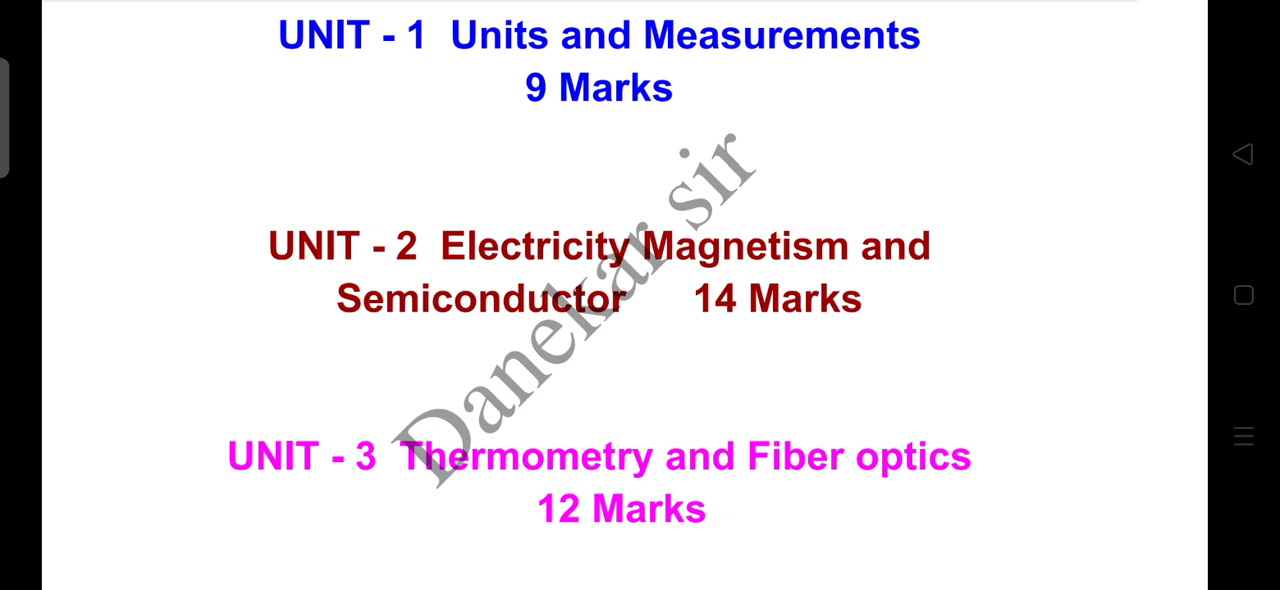 UNIT - 1 Units and Measurements
9 Marks
UNIT - 2 Electricity Magnetism and
Semiconductor 14 Marks
UNIT - 3 Thermometry and Fiber optics
12 Marks
Danekar sir